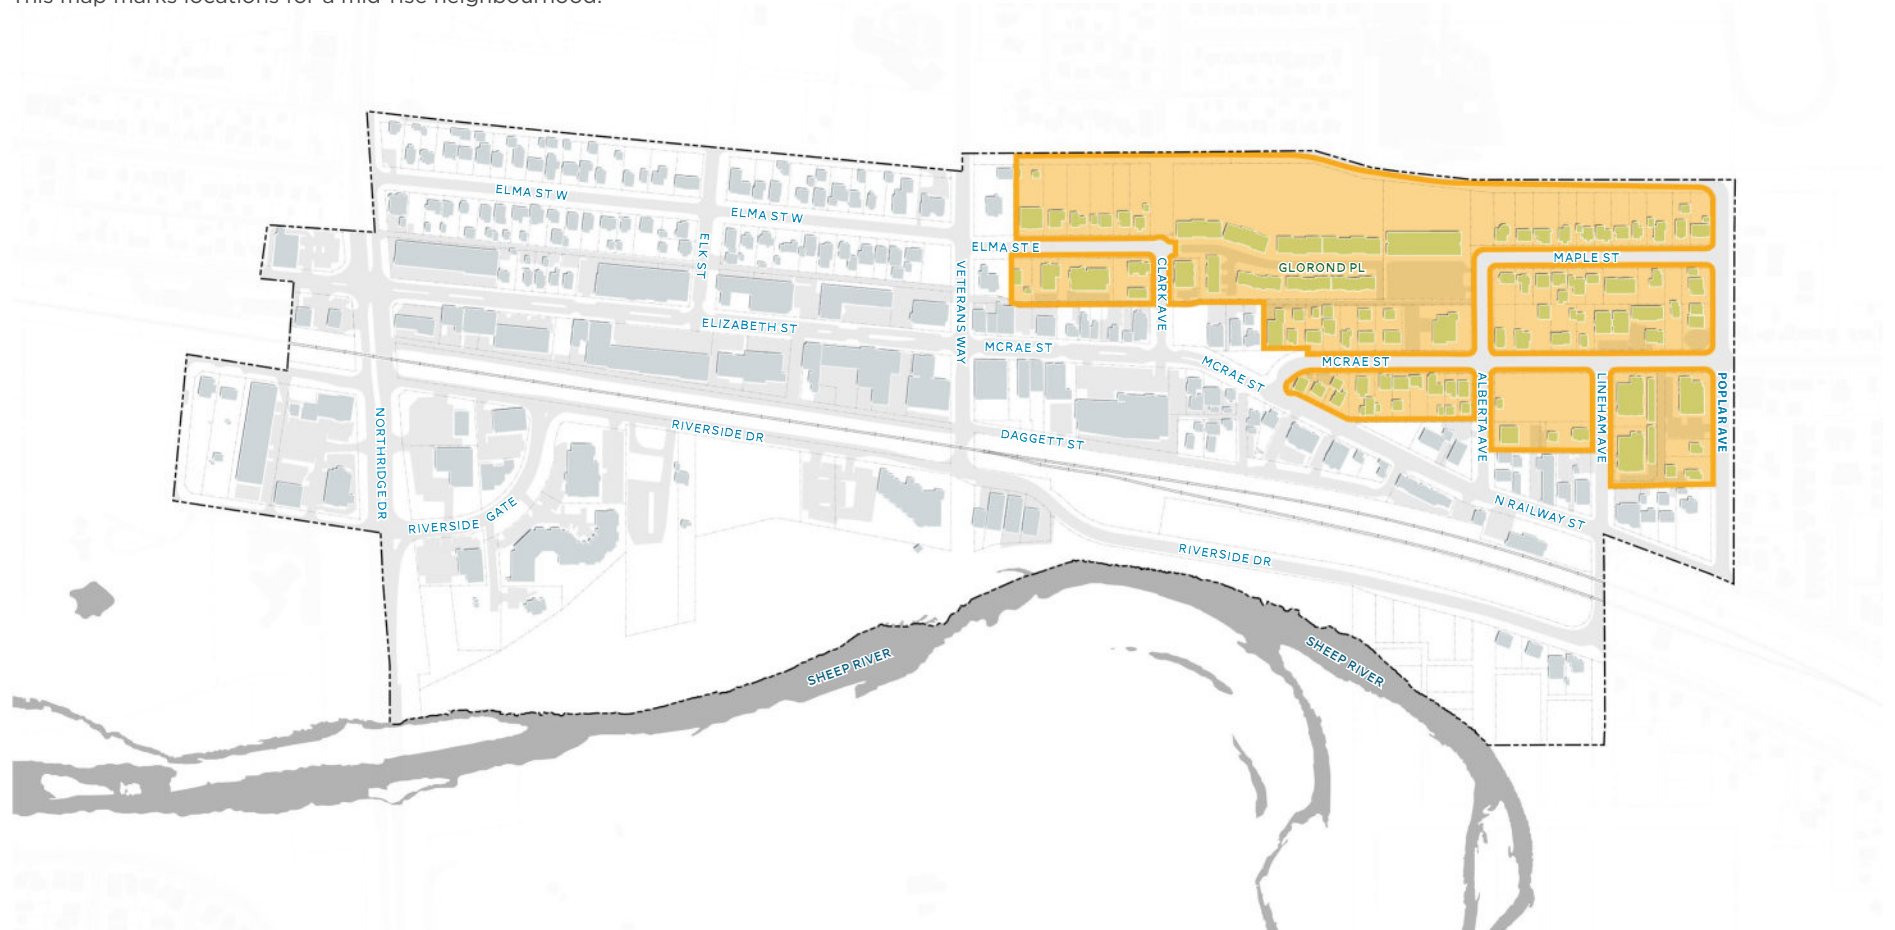 This map marks locations for a mid-rise neighbourhood.
ELMA ST W
ELMA ST W
ELK ST
ELMA ST E
GLOROND PL
MAPLE ST
CLARK AVE
VETERANS WAY
ELIZABETH ST
MCRAE ST
MCRAE ST
MCRAE ST
NORTHRIDGE DR
ALBERTA AVE
LINEHAM AVE
POPLAR AVE
RIVERSIDE DR
DAGGETT ST
RIVERSIDE GATE
N RAILWAY ST
RIVERSIDE DR
SHEEP RIVER
SHEEP RIVER